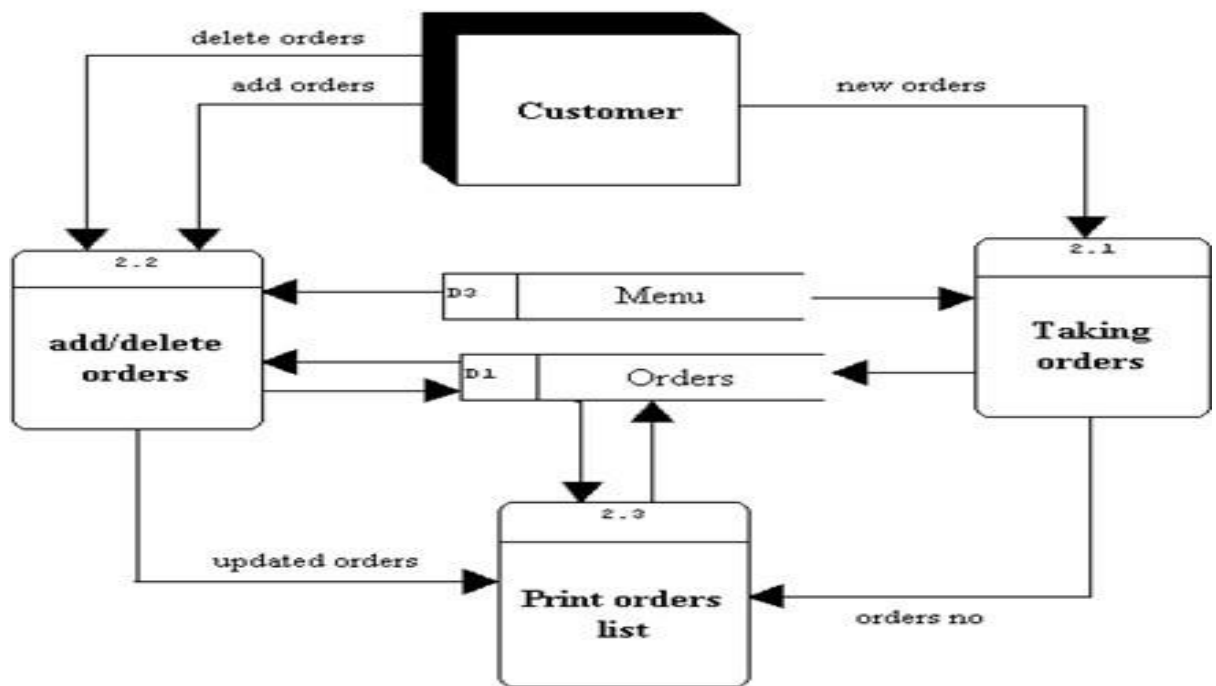 delete orders
add orders
Customer
new orders
2.2
add/delete
orders
D3
Menu
2.1
Taking
orders
D1
Orders
2.3
Print orders
list
updated orders
orders no